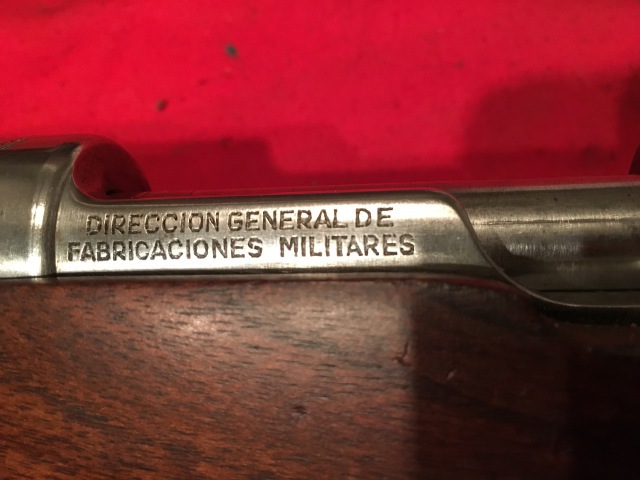 DIRECCION GENERAL DE
FABRICACIONES MILITARES